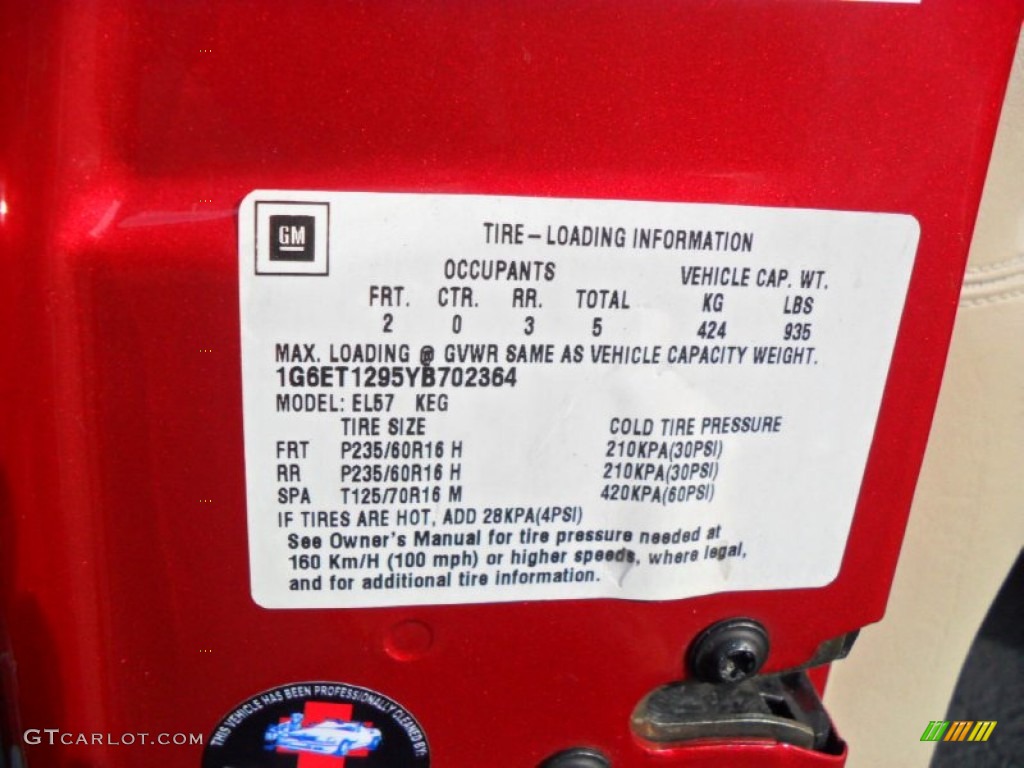 GM
TIRE-LOADING INFORMATION
OCCUPANTS VEHICLE CAP. WT.
FRT. CTR. RR. TOTAL KG LBS
2 0 3 5 424 935
MAX. LOADING @ GVWR SAME AS VEHICLE CAPACITY WEIGHT.
1G6ET1295YB702364
MODEL: EL57 KEG
TIRE SIZE COLD TIRE PRESSURE
FRT P235/60R16 H 210KPA(30PSI)
RR P235/60R16 H 210KPA(30PSI)
SPA T125/70R16 M 420KPA(60PSI)
IF TIRES ARE HOT, ADD 28KPA(4PSI)
See Owner's Manual for tire pressure needed at
160 Km/H (100 mph) or higher speeds, where legal,
and for additional tire information.
THIS VEHICLE HAS BEEN PROFESSIONALLY CLEANED BY:
GTCARLOT.COM